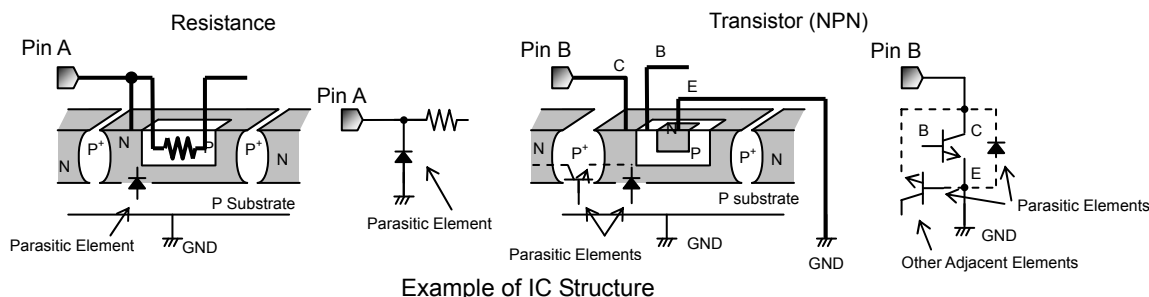 Resistance
Pin A
N
N
P+
P
P+
N
P Substrate
Parasitic Element
GND
Pin A
Parasitic Element
Transistor (NPN)
Pin B
C
B
E
N
N
P+
N
P
P+
N
P substrate
GND
Parasitic Elements
GND
Pin B
B
C
E
Parasitic Elements
GND
Other Adjacent Elements
Example of IC Structure